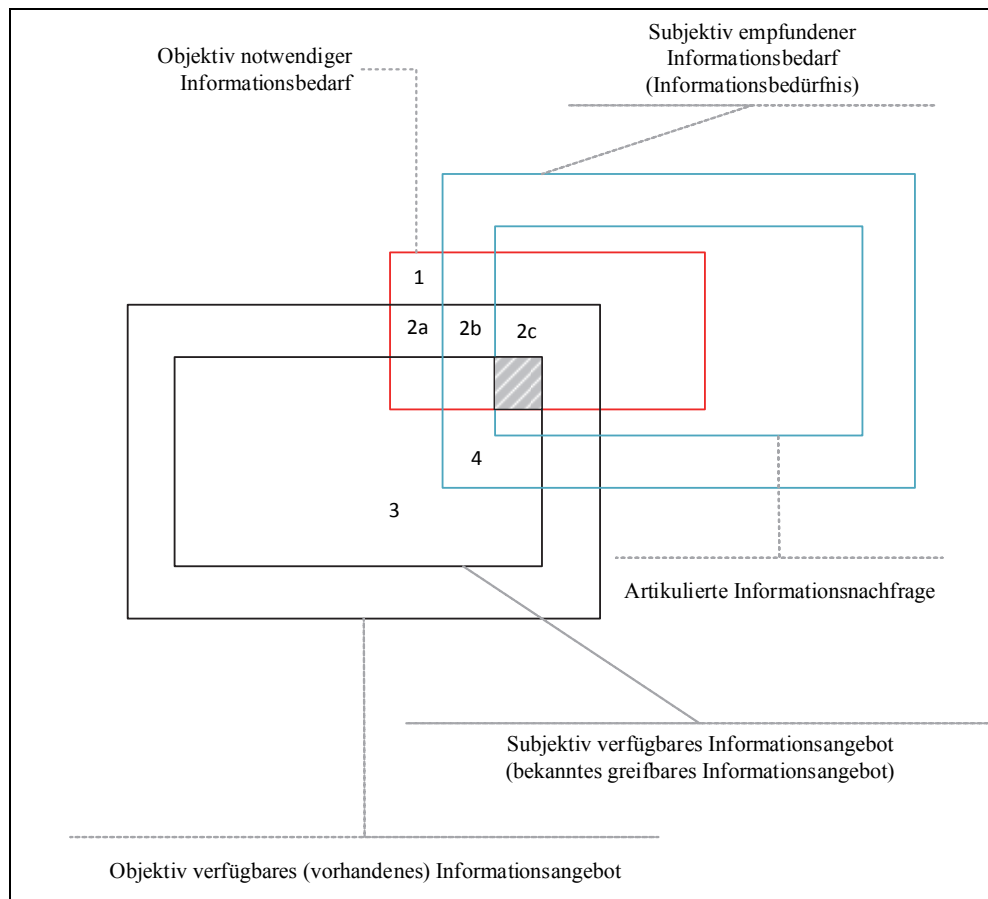 Objektiv notwendiger
Informationsbedarf
Subjektiv empfundener
Informationsbedarf
(Informationsbedürfnis)
1
2a
2b
2c
4
3
Artikulierte Informationsnachfrage
Subjektiv verfügbares Informationsangebot
(bekanntes greifbares Informationsangebot)
Objektiv verfügbares (vorhandenes) Informationsangebot